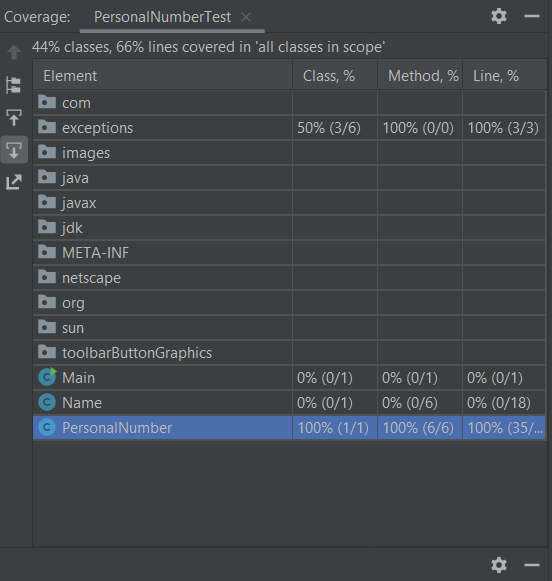 Coverage: PersonalNumberTest
44% classes, 66% lines covered in 'all classes in scope'
Element Class, % Method, % Line, %
com
exceptions 50% (3/6) 100% (0/0) 100% (3/3)
images
java
javax
jdk
META-INF
netscape
org
sun
toolbarButtonGraphics
Main 0% (0/1) 0% (0/1) 0% (0/1)
Name 0% (0/1) 0% (0/6) 0% (0/18)
PersonalNumber 100% (1/1) 100% (6/6) 100% (35/...